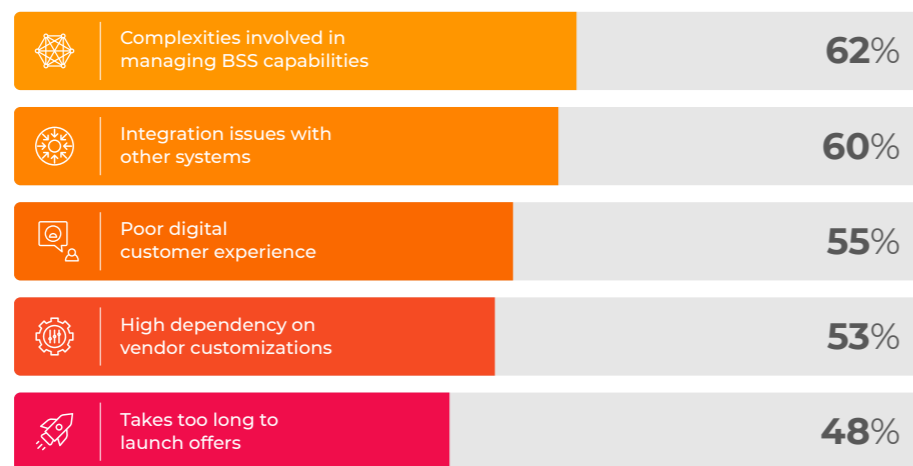 Complexities involved in
managing BSS capabilities
62%
Integration issues with
other systems
60%
Poor digital
customer experience
55%
High dependency on
vendor customizations
53%
Takes too long to
launch offers
48%